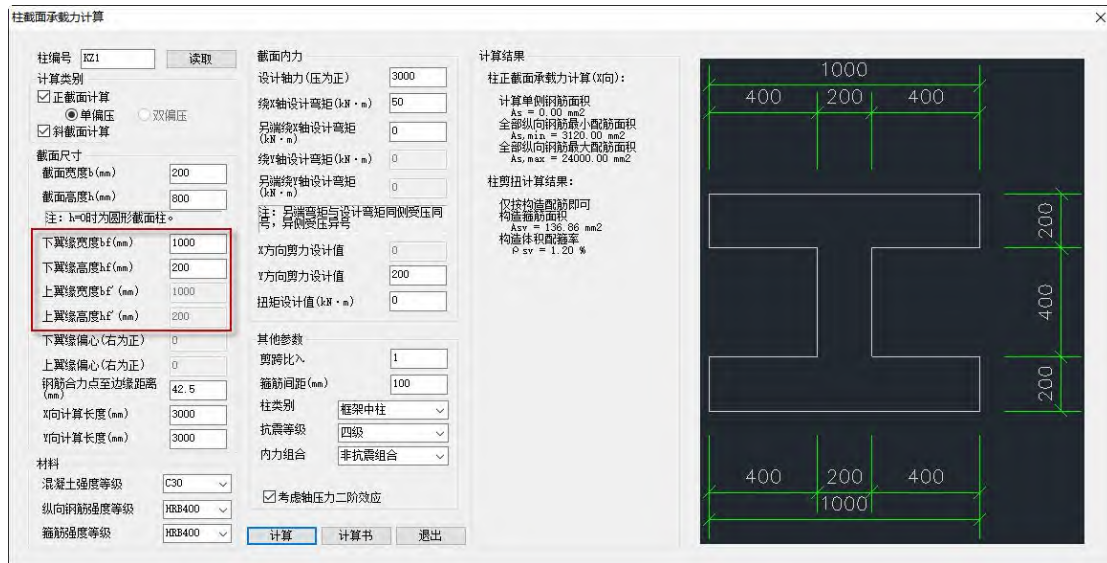 柱截面承载力计算
柱编号 KZ1 读取
计算类别
正截面计算
单偏压 双偏压
斜截面计算
截面尺寸
截面宽度b(mm) 200
截面高度h(mm) 800
注: h=0时为圆形截面柱。
下翼缘宽度bf(mm) 1000
下翼缘高度hf(mm) 200
上翼缘宽度bf'(mm) 1000
上翼缘高度hf'(mm) 200
下翼缘偏心(右为正) 0
上翼缘偏心(右为正) 0
钢筋合力点至边缘距离
(mm) 42.5
X向计算长度(mm) 3000
Y向计算长度(mm) 3000
材料
混凝土强度等级 C30
纵向钢筋强度等级 HRB400
箍筋强度等级 HRB400
截面内力
设计轴力(压为正) 3000
绕X轴设计弯矩(kN·m) 50
另端绕X轴设计弯矩
(kN·m) 0
绕Y轴设计弯矩(kN·m) 0
另端绕Y轴设计弯矩
(kN·m) 0
注: 另端弯矩与设计弯矩同侧受压同
号, 异侧受压异号
X方向剪力设计值 0
Y方向剪力设计值 200
扭矩设计值(kN·m) 0
其他参数
剪跨比λ 1
箍筋间距(mm) 100
柱类别 框架中柱
抗震等级 四级
内力组合 非抗震组合
考虑轴压力二阶效应
计算 计算书 退出
计算结果
柱正截面承载力计算(X向):
计算单侧钢筋面积
As = 0.00 mm2
全部纵向钢筋最小配筋面积
As,min = 3120.00 mm2
全部纵向钢筋最大配筋面积
As,max = 24000.00 mm2
柱剪扭计算结果:
仅按构造配筋即可
构造箍筋面积
Asv = 136.86 mm2
构造体积配箍率
ρsv = 1.20 %
1000
400 200 400
200
400
200
400 200 400
1000